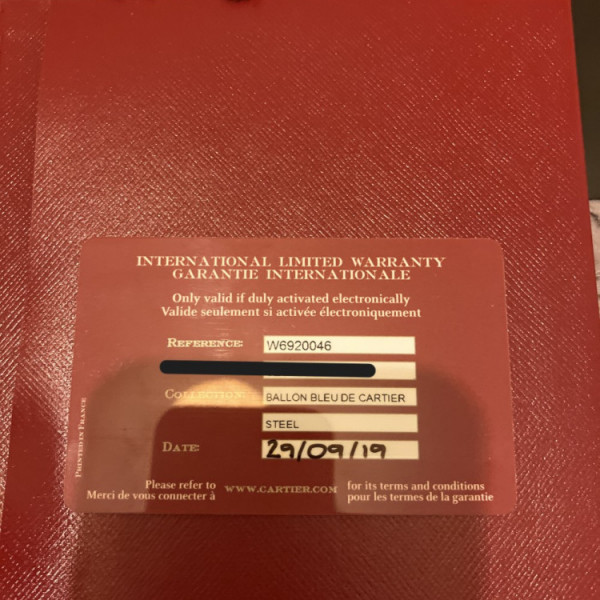 INTERNATIONAL LIMITED WARRANTY
GARANTIE INTERNATIONALE
Only valid if duly activated electronically
Valide seulement si activée électroniquement
REFERENCE: W6920046
COLLECTION: BALLON BLEU DE CARTIER
STEEL
DATE: 29/09/19
PRINTED IN FRANCE
Please refer to
Merci de vous connecter à
WWW.CARTIER.COM
for its terms and conditions
pour les termes de la garantie